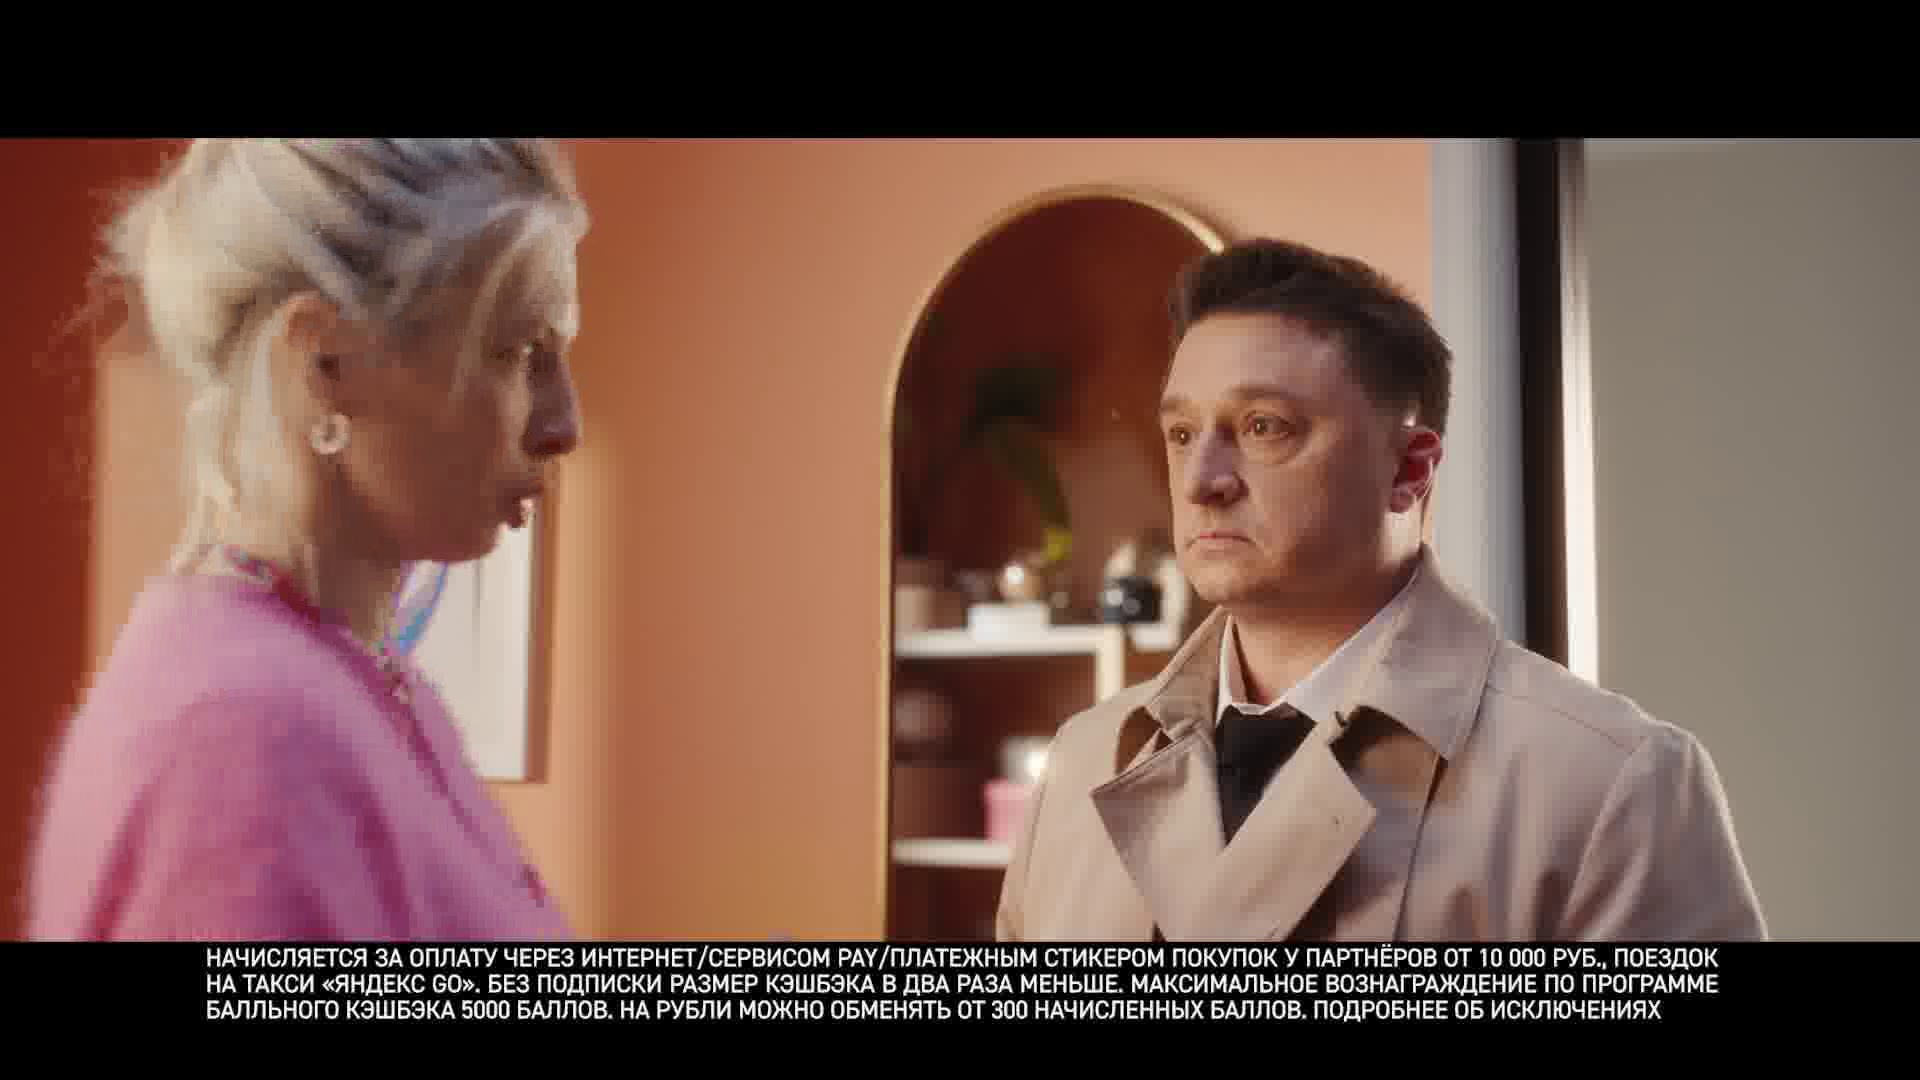 НАЧИСЛЯЕТСЯ ЗА ОПЛАТУ ЧЕРЕЗ ИНТЕРНЕТ/СЕРВИСОМ PAY/ПЛАТЕЖНЫМ СТИКЕРОМ ПОКУПОК У ПАРТНЁРОВ ОТ 10 000 РУБ., ПОЕЗДОК
НА ТАКСИ «ЯНДЕКС GO». БЕЗ ПОДПИСКИ РАЗМЕР КЭШБЭКА В ДВА РАЗА МЕНЬШЕ. МАКСИМАЛЬНОЕ ВОЗНАГРАЖДЕНИЕ ПО ПРОГРАММЕ
БАЛЛЬНОГО КЭШБЭКА 5000 БАЛЛОВ. НА РУБЛИ МОЖНО ОБМЕНЯТЬ ОТ 300 НАЧИСЛЕННЫХ БАЛЛОВ. ПОДРОБНЕЕ ОБ ИСКЛЮЧЕНИЯХ